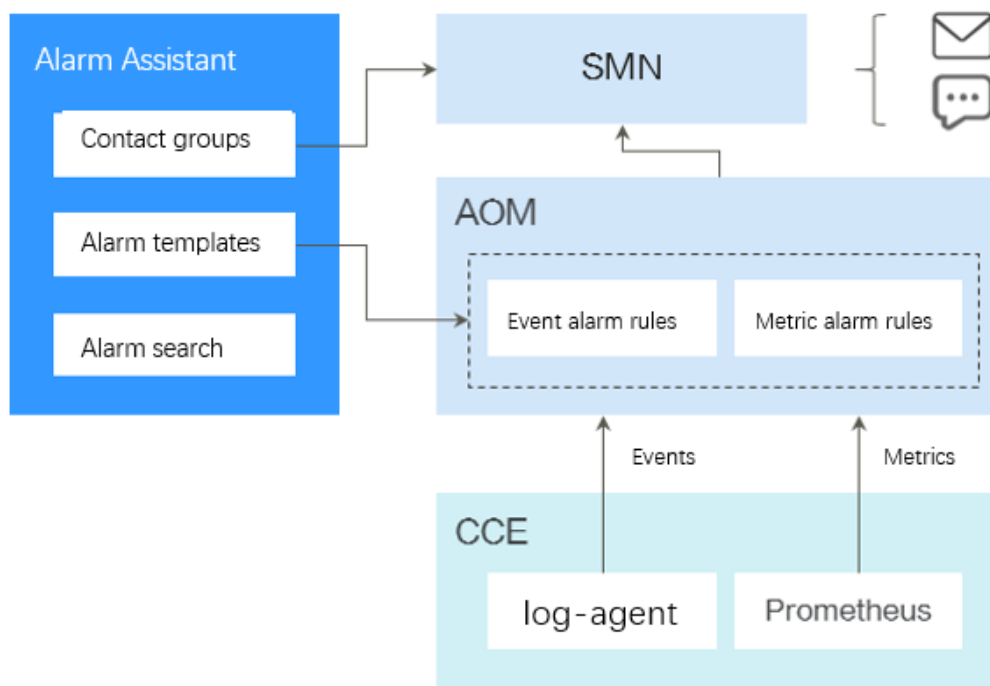 Alarm Assistant
Contact groups
Alarm templates
Alarm search
SMN
AOM
Event alarm rules
Metric alarm rules
Events
Metrics
CCE
log-agent
Prometheus